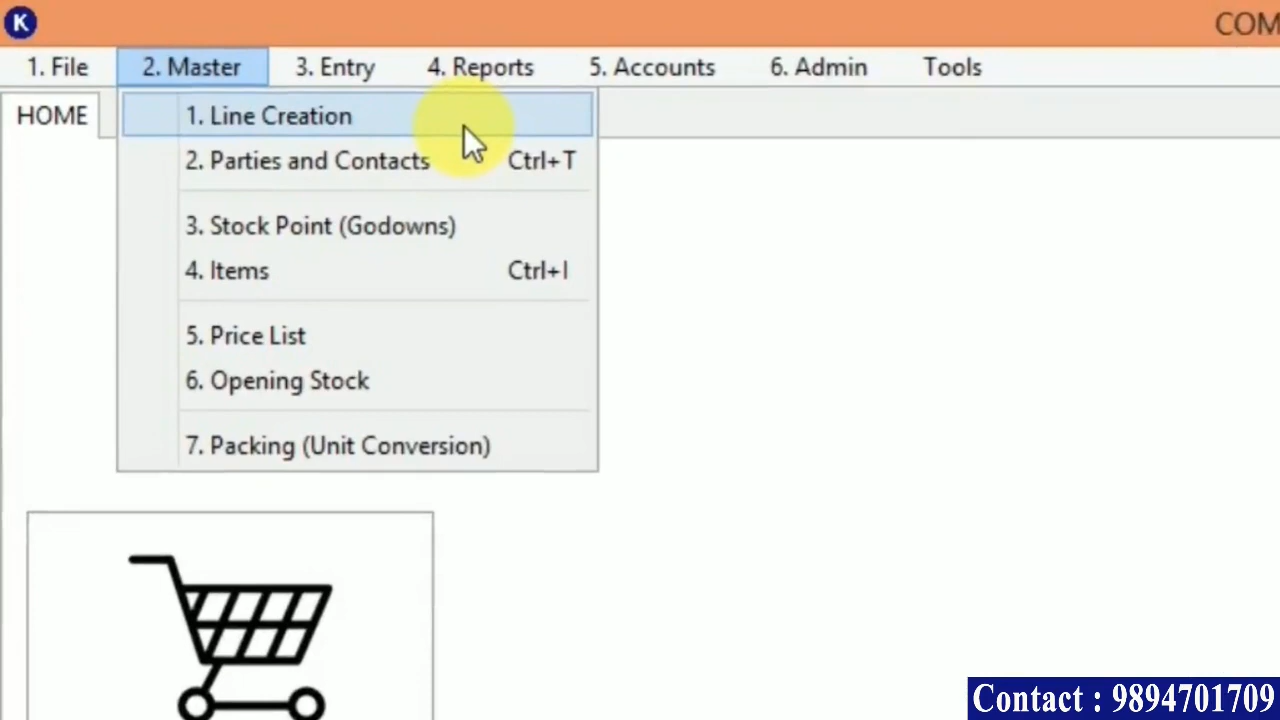 K
COM
1. File 2. Master 3. Entry 4. Reports 5. Accounts 6. Admin Tools
HOME
1. Line Creation
2. Parties and Contacts Ctrl+T
3. Stock Point (Godowns)
4. Items Ctrl+I
5. Price List
6. Opening Stock
7. Packing (Unit Conversion)
Contact : 9894701709